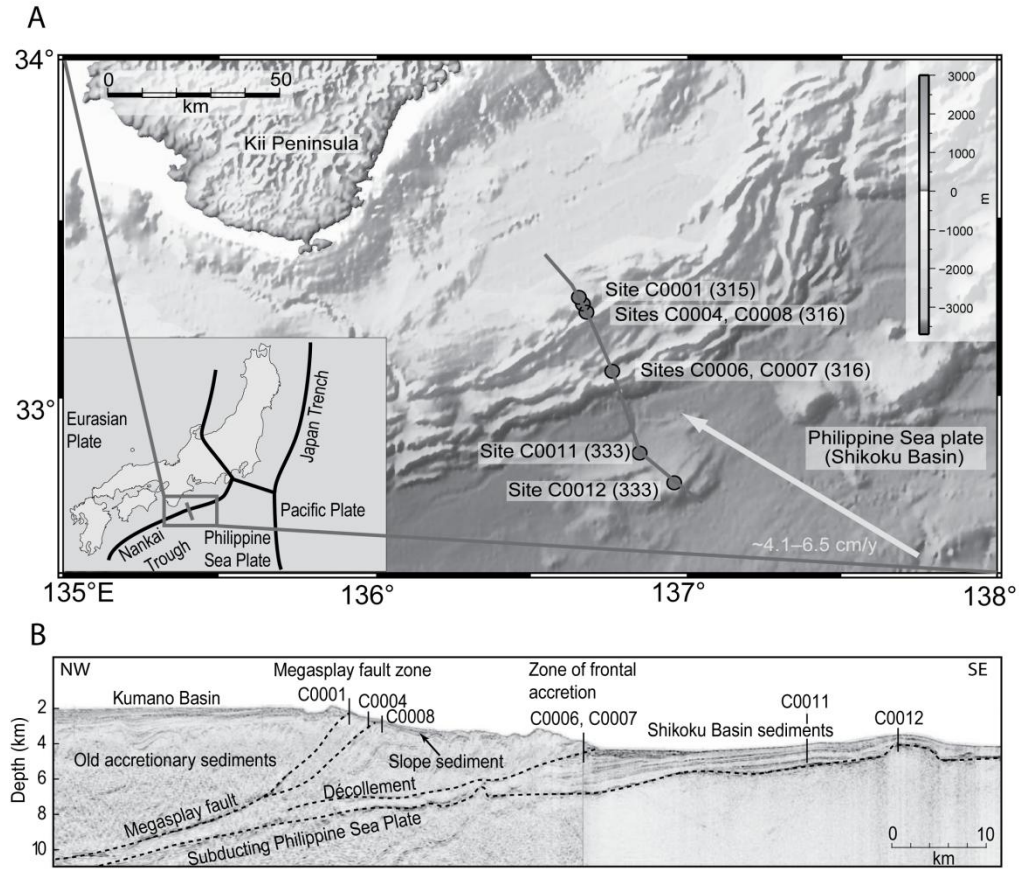 A
34°
0 50
km
Kii Peninsula
3000
2000
1000
0
−1000
−2000
−3000
m
Site C0001 (315)
Sites C0004, C0008 (316)
Sites C0006, C0007 (316)
33°
Site C0011 (333)
Site C0012 (333)
Philippine Sea plate
(Shikoku Basin)
~4.1–6.5 cm/y
Eurasian
Plate
Japan Trench
Pacific Plate
Nankai
Trough
Philippine
Sea Plate
135°E 136° 137° 138°
B
NW
Megasplay fault zone
Zone of frontal
accretion
SE
Kumano Basin
C0001
C0004
C0008
C0006, C0007
C0011
Shikoku Basin sediments
C0012
Depth (km)
2
4
6
8
10
Old accretionary sediments
Slope sediment
Décollement
Megasplay fault
Subducting Philippine Sea Plate
0 10
km